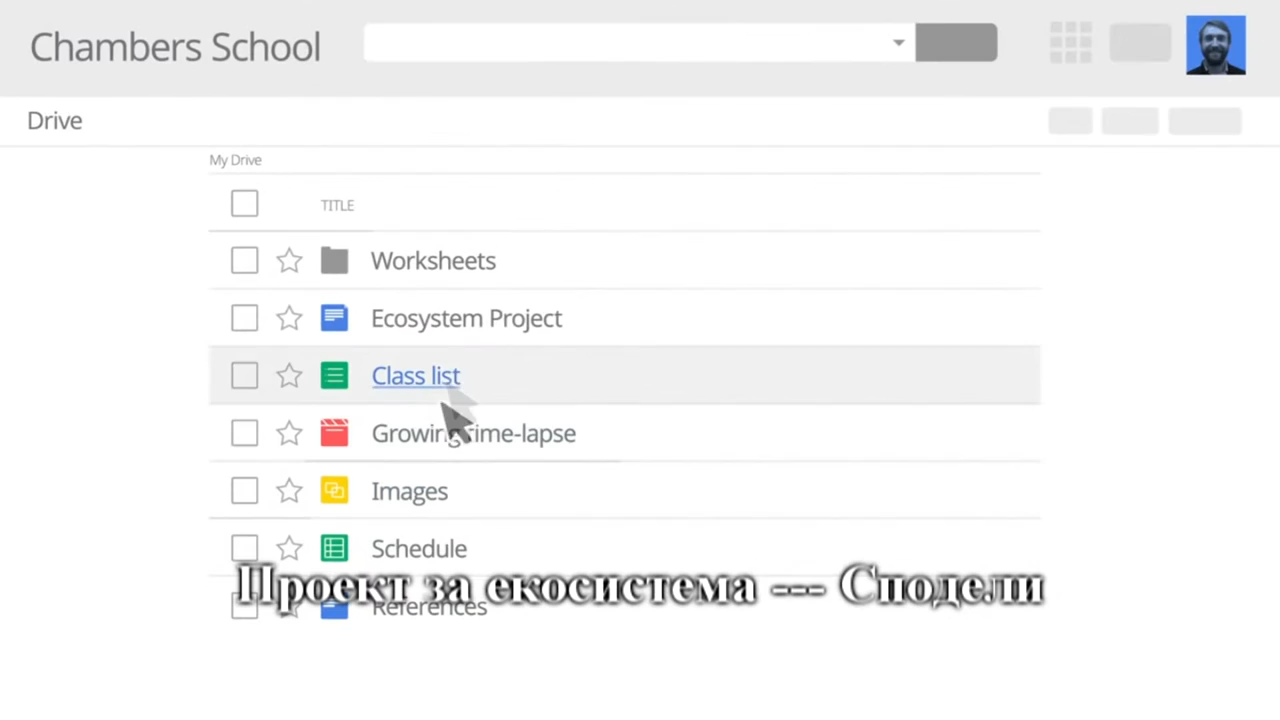 Chambers School
Drive
My Drive
TITLE
Worksheets
Ecosystem Project
Class list
Growing time-lapse
Images
Schedule
Проект за екосистема --- Сподели
References